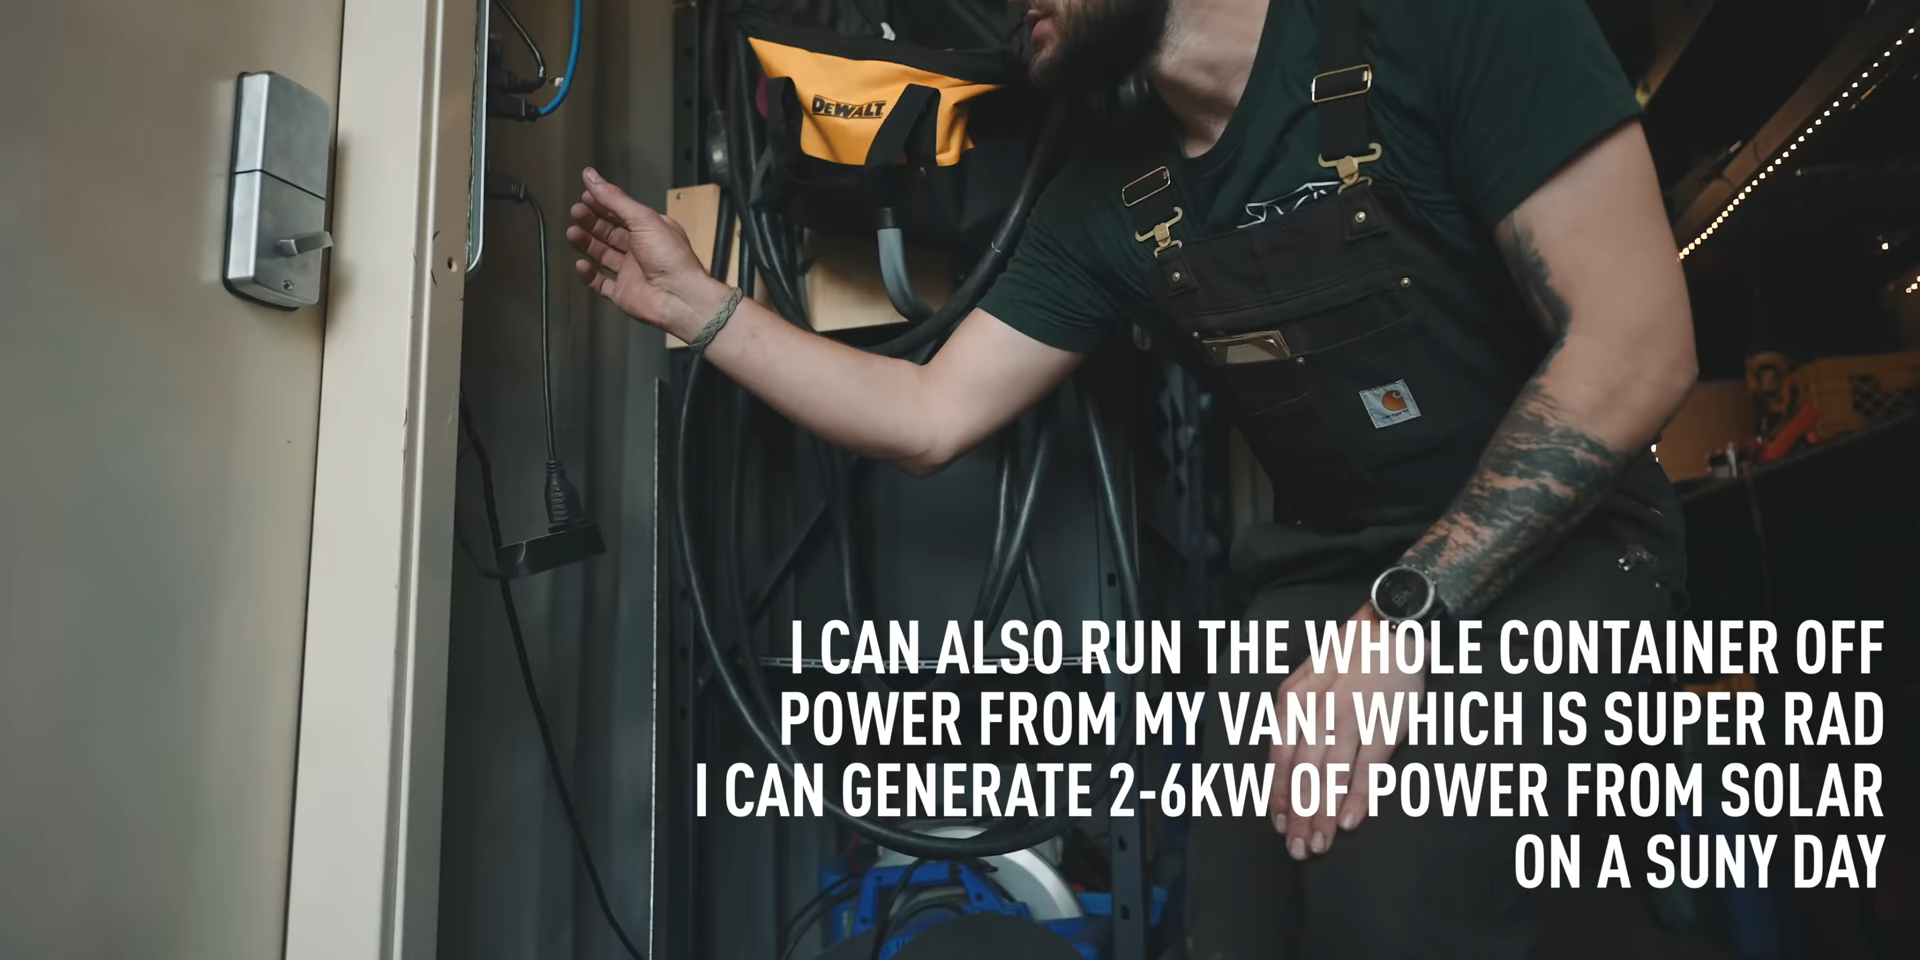 DEWALT
I CAN ALSO RUN THE WHOLE CONTAINER OFF
POWER FROM MY VAN! WHICH IS SUPER RAD
I CAN GENERATE 2-6KW OF POWER FROM SOLAR
ON A SUNY DAY